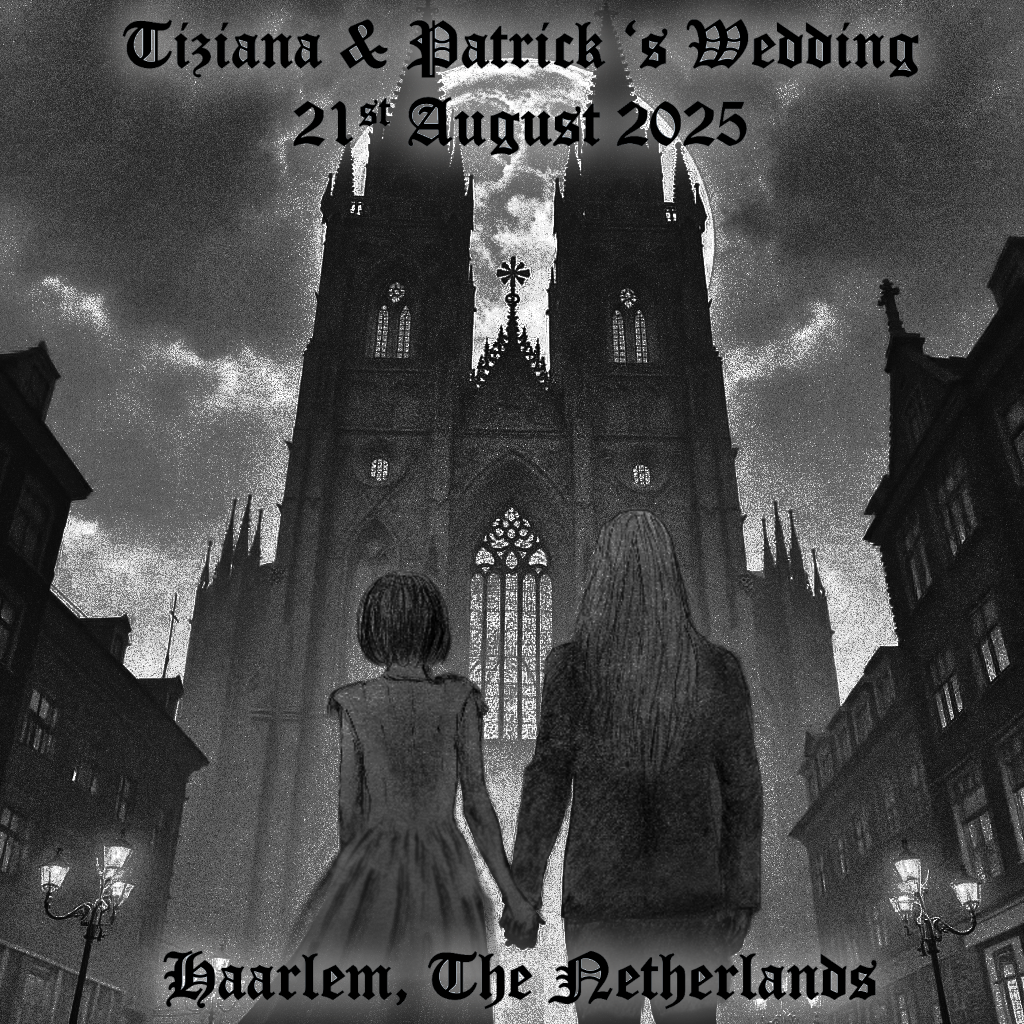 Tiziana & Patrick ‘s Wedding
21st August 2025
Haarlem, The Netherlands